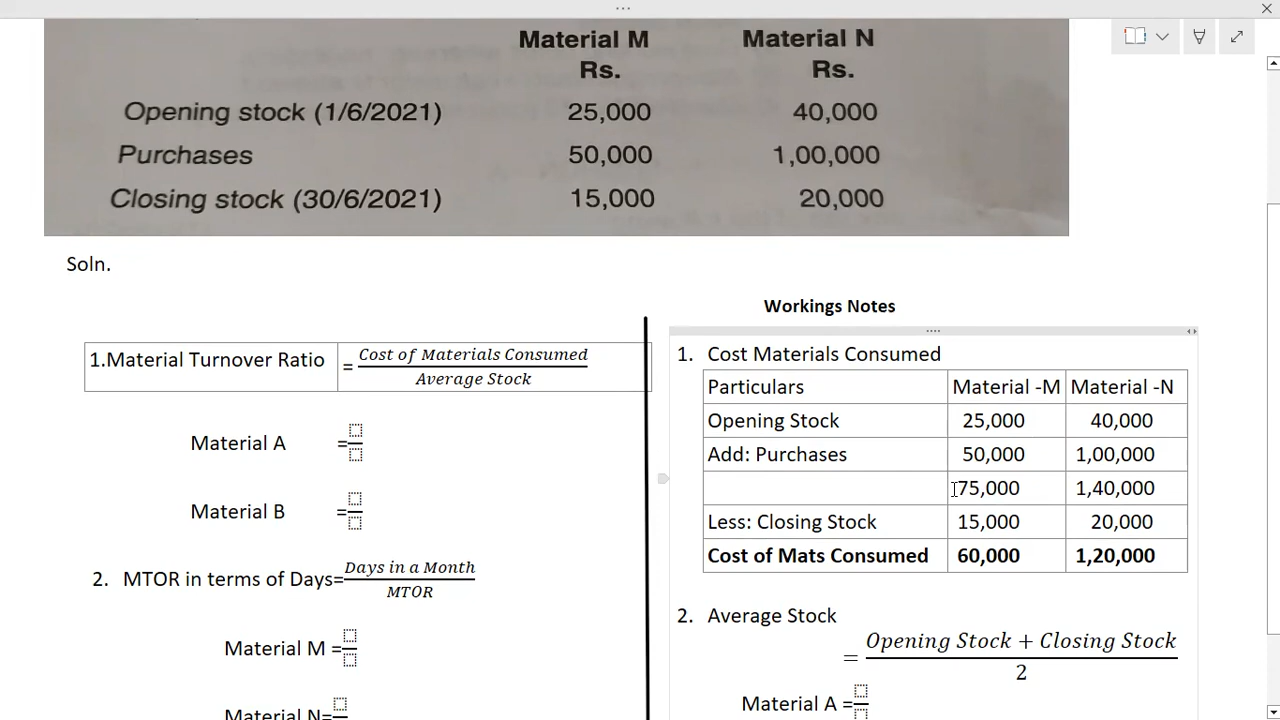 Material M Material N
Rs. Rs.
Opening stock (1/6/2021) 25,000 40,000
Purchases 50,000 1,00,000
Closing stock (30/6/2021) 15,000 20,000
Soln.
Workings Notes
1.Material Turnover Ratio = Cost of Materials Consumed
Average Stock
Material A =
Material B =
2. MTOR in terms of Days= Days in a Month
MTOR
Material M =
Material N=
1. Cost Materials Consumed
Particulars Material -M Material -N
Opening Stock 25,000 40,000
Add: Purchases 50,000 1,00,000
75,000 1,40,000
Less: Closing Stock 15,000 20,000
Cost of Mats Consumed 60,000 1,20,000
2. Average Stock
= Opening Stock + Closing Stock
2
Material A =